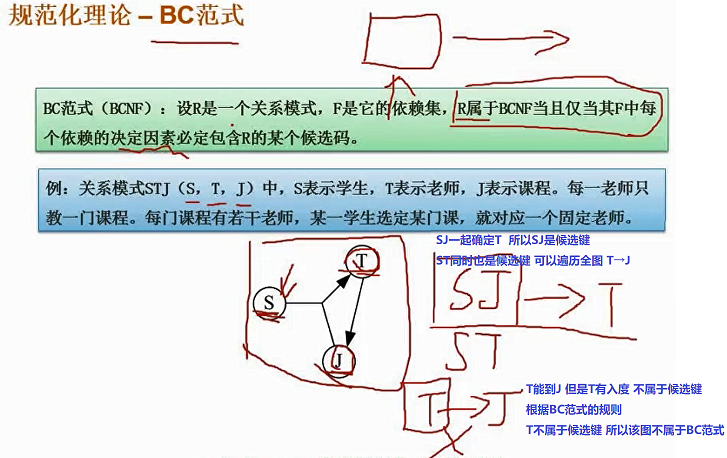 规范化理论 – BC范式
BC范式（BCNF）：设R是一个关系模式，F是它的依赖集，R属于BCNF当且仅当其F中每
个依赖的决定因素必定包含R的某个候选码。
例：关系模式STJ（S，T，J）中，S表示学生，T表示老师，J表示课程。每一老师只
教一门课程。每门课程有若干老师，某一学生选定某门课，就对应一个固定老师。
SJ一起确定T 所以SJ是候选键
ST同时也是候选键 可以遍历全图 T→J
T
S
J
SJ → T
ST
T → J
T能到J 但是T有入度 不属于候选键
根据BC范式的规则
T不属于候选键 所以该图不属于BC范式